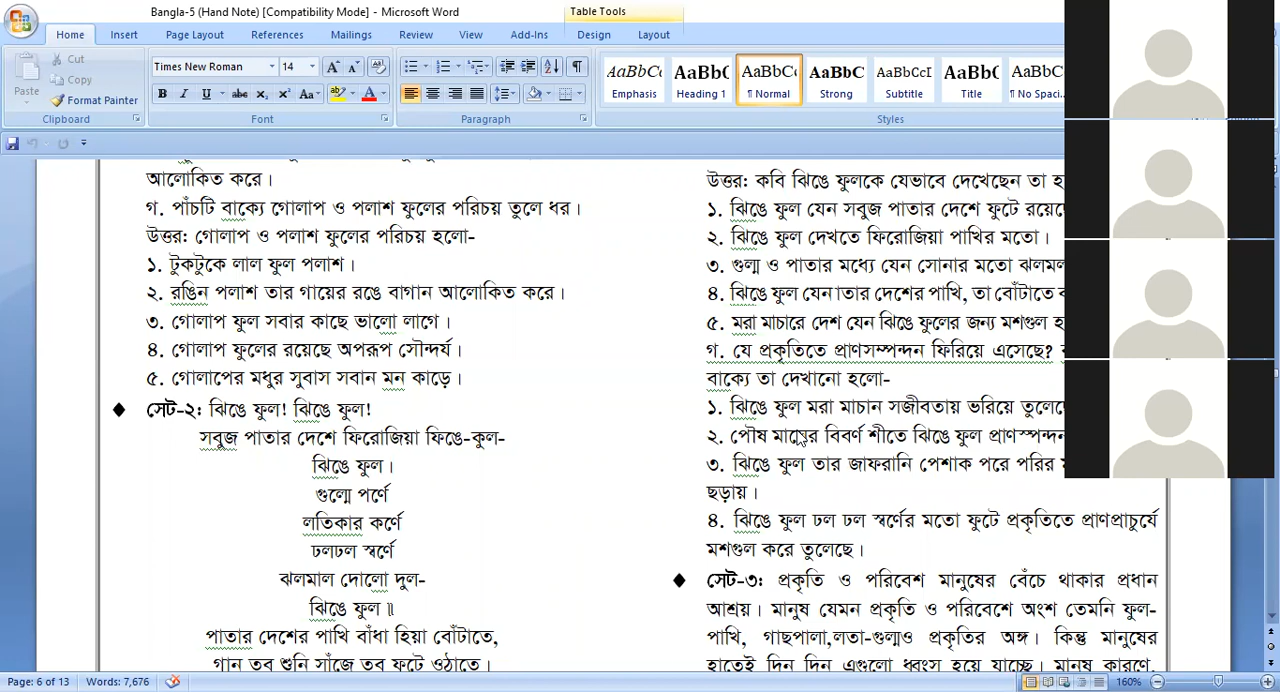 Bangla-5 (Hand Note) [Compatibility Mode] - Microsoft Word
Table Tools
Home Insert Page Layout References Mailings Review View Add-Ins Design Layout
Cut
Copy
Paste
Format Painter
Times New Roman 14
AaBbCc Emphasis
AaBbC Heading 1
AaBbCc ¶ Normal
AaBbC Strong
AaBbCcI Subtitle
AaBbC Title
AaBbCc ¶ No Spaci...
Clipboard Font Paragraph Styles
আলোকিত করে।
গ. পাঁচটি বাক্যে গোলাপ ও পলাশ ফুলের পরিচয় তুলে ধর।
উত্তর: গোলাপ ও পলাশ ফুলের পরিচয় হলো-
১. টুকটুকে লাল ফুল পলাশ।
২. রঙিন পলাশ তার গায়ের রঙে বাগান আলোকিত করে।
৩. গোলাপ ফুল সবার কাছে ভালো লাগে।
৪. গোলাপ ফুলের রয়েছে অপরূপ সৌন্দর্য।
৫. গোলাপের মধুর সুবাস সবান মন কাড়ে।
সেট-২: ঝিঙে ফুল! ঝিঙে ফুল!
সবুজ পাতার দেশে ফিরোজিয়া ফিঙে-কুল-
ঝিঙে ফুল।
গুল্মে পর্ণে
লতিকার কর্ণে
ঢলঢল স্বর্ণে
ঝলমাল দোলো দুল-
ঝিঙে ফুল॥
পাতার দেশের পাখি বাঁধা হিয়া বোঁটাতে,
গান তব শুনি সাঁজে তব ফুটে ওঠাতে।
উত্তর: কবি ঝিঙে ফুলকে যেভাবে দেখেছেন তা
১. ঝিঙে ফুল যেন সবুজ পাতার দেশে ফুটে
২. ঝিঙে ফুল দেখতে ফিরোজিয়া পাখির মতো।
৩. গুল্ম ও পাতার মধ্যে যেন সোনার মতো
৪. ঝিঙে ফুল যেন াতার দেশের পাখি, তা বোঁটাতে
৫. মরা মাচারে দেশ যেন ঝিঙে ফুলের জন্য মশগুল
গ. যে প্রকৃতিতে প্রাণসম্পন্দন ফিরিয়ে এসেছে?
বাক্যে তা দেখানো হলো-
১. ঝিঙে ফুল মরা মাচান সজীবতায় ভরিয়ে
২. পৌষ মাসের বিবর্ণ শীতে ঝিঙে ফুল প্রাণস্পন্দন
৩. ঝিঙে ফুল তার জাফরানি পেশাক পরে পরির
ছড়ায়।
৪. ঝিঙে ফুল ঢল ঢল স্বর্ণের মতো ফুটে প্রকৃতিতে প্রাণপ্রাচুর্যে
মশগুল করে তুলেছে।
সেট-৩: প্রকৃতি ও পরিবেশ মানুষের বেঁচে থাকার প্রধান
আশ্রয়। মানুষ যেমন প্রকৃতি ও পরিবেশে অংশ তেমনি ফুল-
পাখি, গাছপালা,লতা-গুল্মও প্রকৃতির অঙ্গ। কিন্তু মানুষের
হাতেই দিন দিন এগুলো ধ্বংস হয়ে যাচ্ছে। মানুষ কারণে,
Page: 6 of 13 Words: 7,676 160%